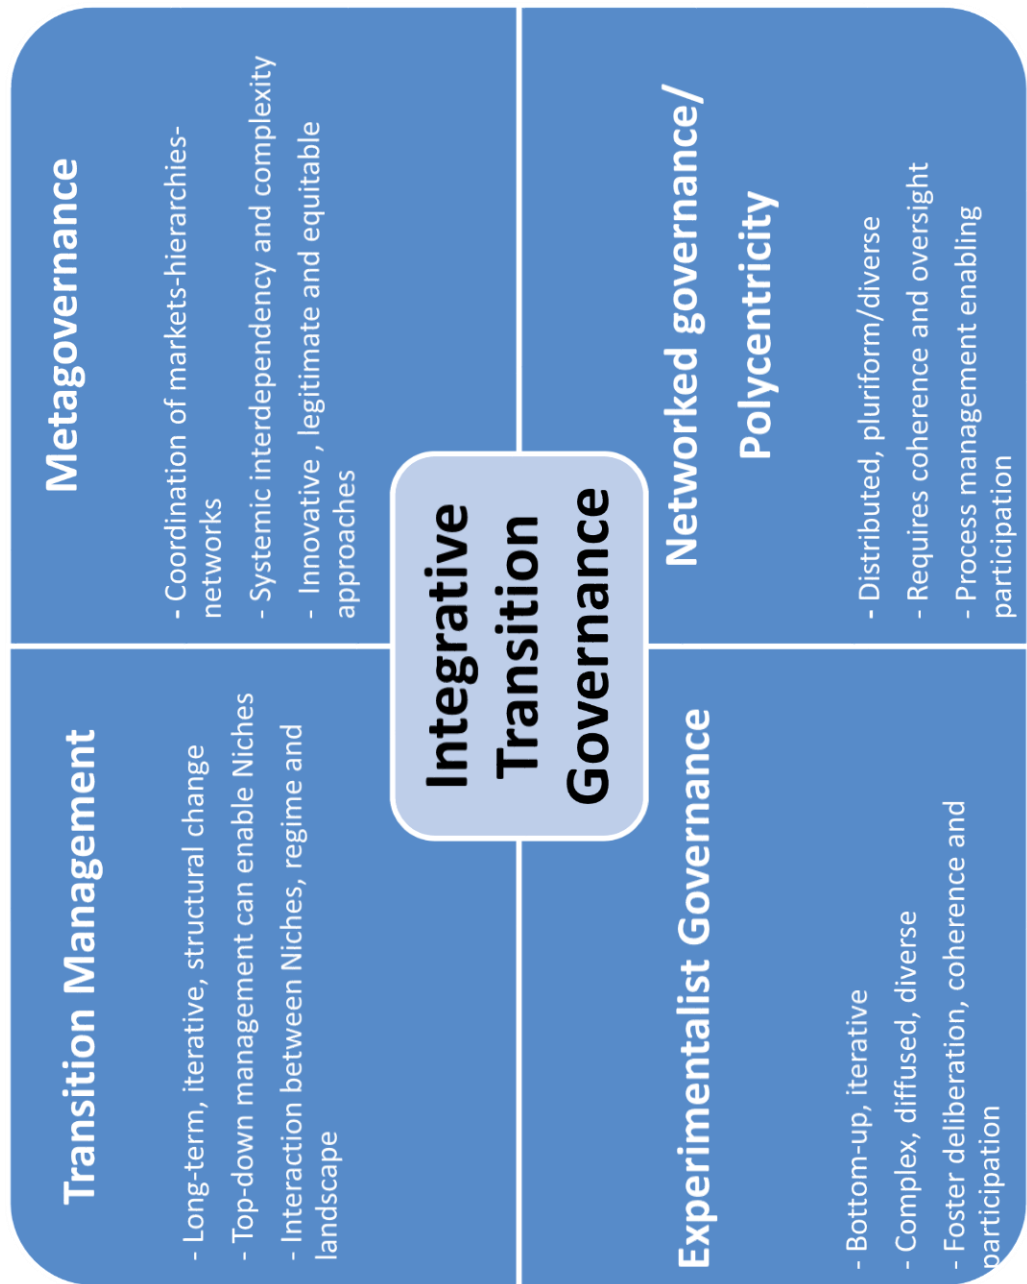 Transition Management
- Long-term, iterative, structural change
- Top-down management can enable Niches
- Interaction between Niches, regime and
landscape
Metagovernance
- Coordination of markets-hierarchies-
networks
- Systemic interdependency and complexity
- Innovative , legitimate and equitable
approaches
Integrative
Transition
Governance
Experimentalist Governance
- Bottom-up, iterative
- Complex, diffused, diverse
- Foster deliberation, coherence and
participation
Networked governance/
Polycentricity
- Distributed, pluriform/diverse
- Requires coherence and oversight
- Process management enabling
participation